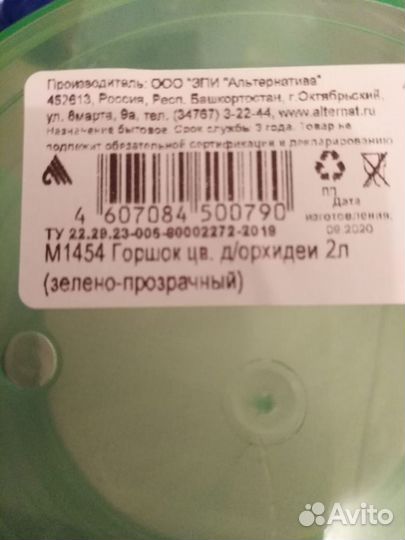 Производитель: ООО "ЗПИ "Альтернатива"
452613, Россия, Респ. Башкортостан, г.Октябрьский,
ул. 8марта, 9а, тел. (34767) 3-22-44, www.alternat.ru
Назначение бытовое. Срок службы 3 года. Товар не
подлежит обязательной сертификации и декларированию
ПП
Дата
изготовления
09.2020
4 607084 500790
ТУ 22.29.23-006-80002272-2019
М1454 Горшок цв. д/орхидеи 2л
(зелено-прозрачный)
Avito